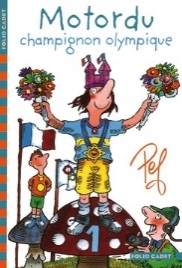 Motordu
champignon olympique
FOLIO CADET
Pef
1
FOLIO CADET